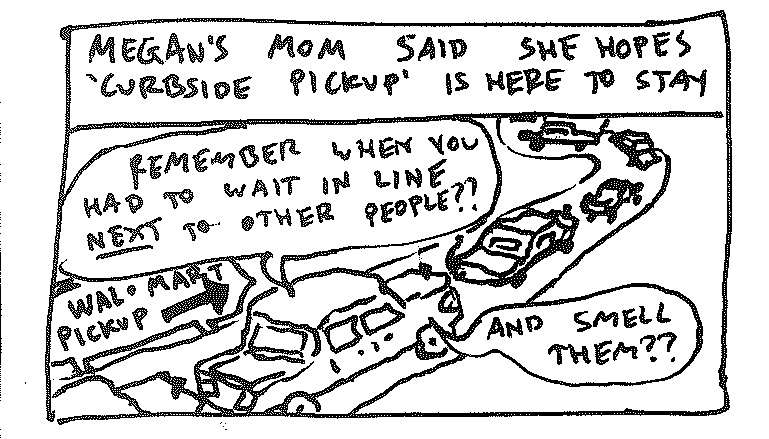 MEGAN'S MOM SAID SHE HOPES
'CURBSIDE PICKUP' IS HERE TO STAY
REMEMBER WHEN YOU
HAD TO WAIT IN LINE
NEXT TO OTHER PEOPLE??
WAL•MART
PICKUP
AND SMELL
THEM??